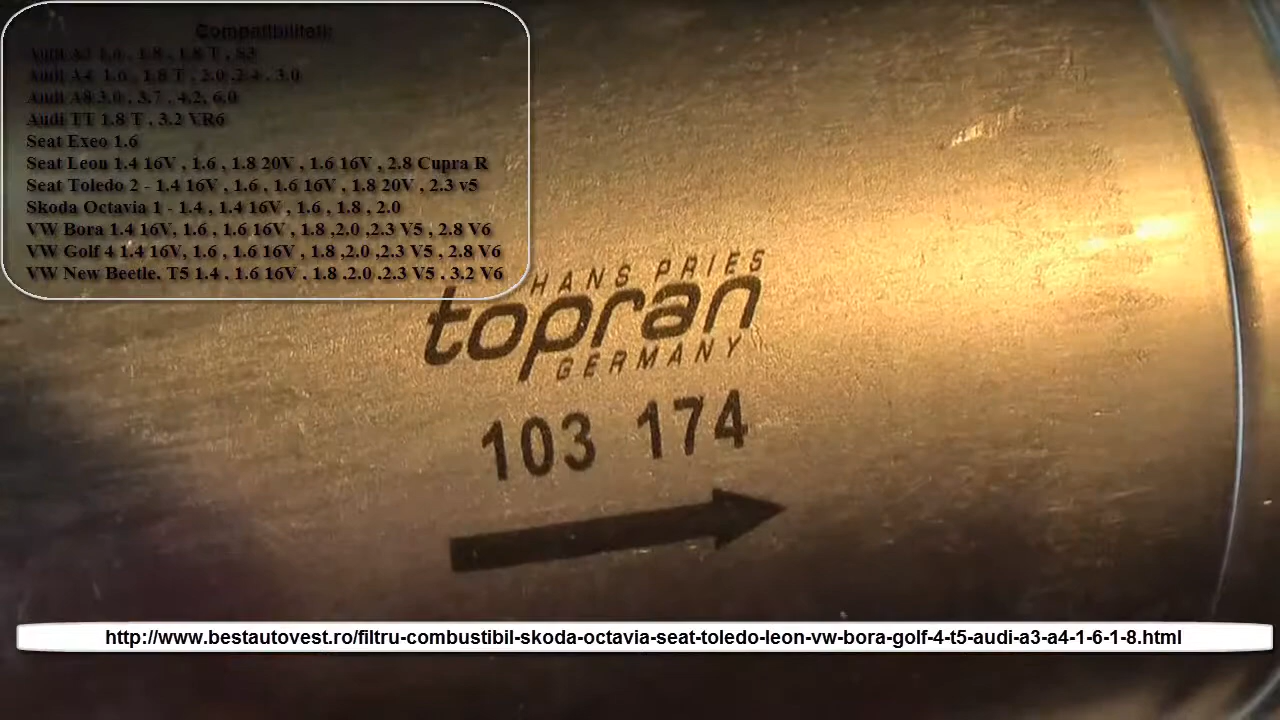 Compatibilitati:
Audi A3 1.6 , 1.8 , 1.8 T , S3
Audi A4 1.6 , 1.8 T , 2.0 ,2.4 , 3.0
Audi A8 3.0 , 3.7 , 4.2, 6.0
Audi TT 1.8 T , 3.2 VR6
Seat Exeo 1.6
Seat Leon 1.4 16V , 1.6 , 1.8 20V , 1.6 16V , 2.8 Cupra R
Seat Toledo 2 - 1.4 16V , 1.6 , 1.6 16V , 1.8 20V , 2.3 v5
Skoda Octavia 1 - 1.4 , 1.4 16V , 1.6 , 1.8 , 2.0
VW Bora 1.4 16V, 1.6 , 1.6 16V , 1.8 ,2.0 ,2.3 V5 , 2.8 V6
VW Golf 4 1.4 16V, 1.6 , 1.6 16V , 1.8 ,2.0 ,2.3 V5 , 2.8 V6
VW New Beetle, T5 1.4 , 1.6 16V , 1.8 ,2.0 ,2.3 V5 , 3.2 V6
HANS PRIES
topran
GERMANY
103 174
http://www.bestautovest.ro/filtru-combustibil-skoda-octavia-seat-toledo-leon-vw-bora-golf-4-t5-audi-a3-a4-1-6-1-8.html